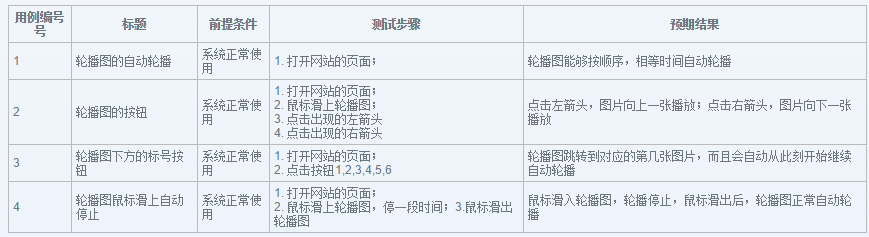 用例编号
号
标题
前提条件
测试步骤
预期结果
1
轮播图的自动轮播
系统正常使
用
1. 打开网站的页面；
轮播图能够按顺序，相等时间自动轮播
2
轮播图的按钮
系统正常使
用
1. 打开网站的页面；
2. 鼠标滑上轮播图；
3. 点击出现的左箭头
4. 点击出现的右箭头
点击左箭头，图片向上一张播放；点击右箭头，图片向下一张
播放
3
轮播图下方的标号按
钮
系统正常使
用
1. 打开网站的页面；
2. 点击按钮1,2,3,4,5,6
轮播图跳转到对应的第几张图片，而且会自动从此刻开始继续
自动轮播
4
轮播图鼠标滑上自动
停止
系统正常使
用
1. 打开网站的页面；
2. 鼠标滑上轮播图，停一段时间；3.鼠标滑出
轮播图
鼠标滑入轮播图，轮播停止，鼠标滑出后，轮播图正常自动轮
播